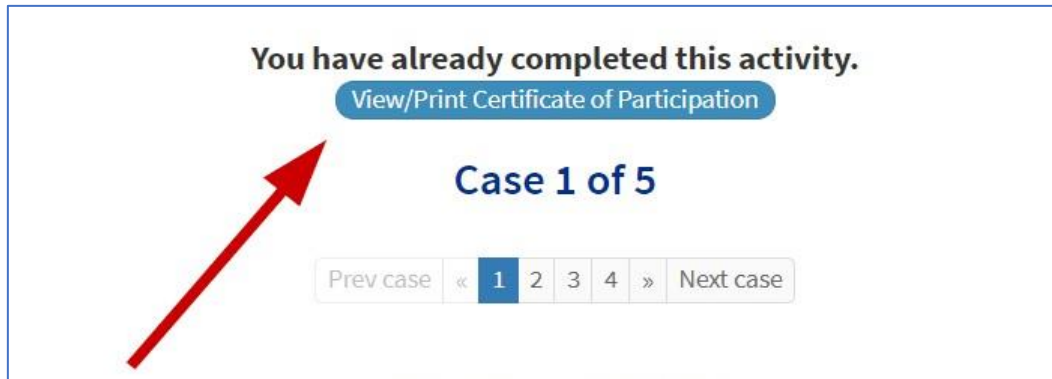 You have already completed this activity.
View/Print Certificate of Participation
Case 1 of 5
Prev case « 1 2 3 4 » Next case